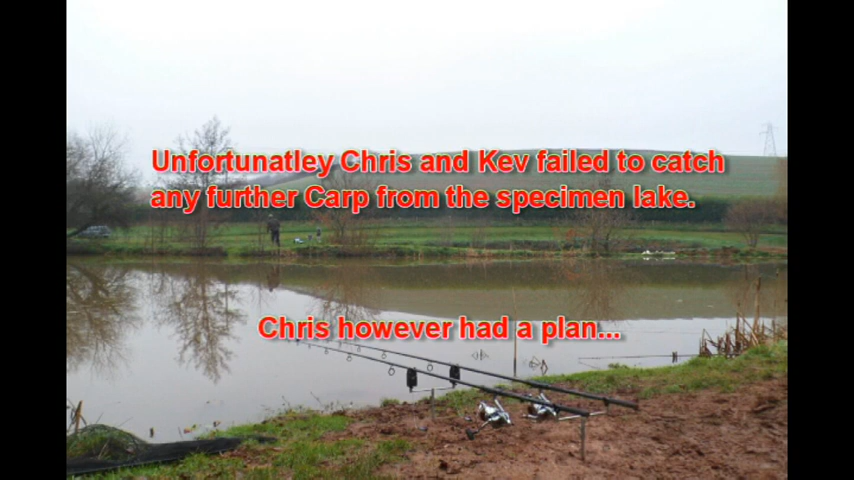 Unfortunatley Chris and Kev failed to catch
any further Carp from the specimen lake.
Chris however had a plan...